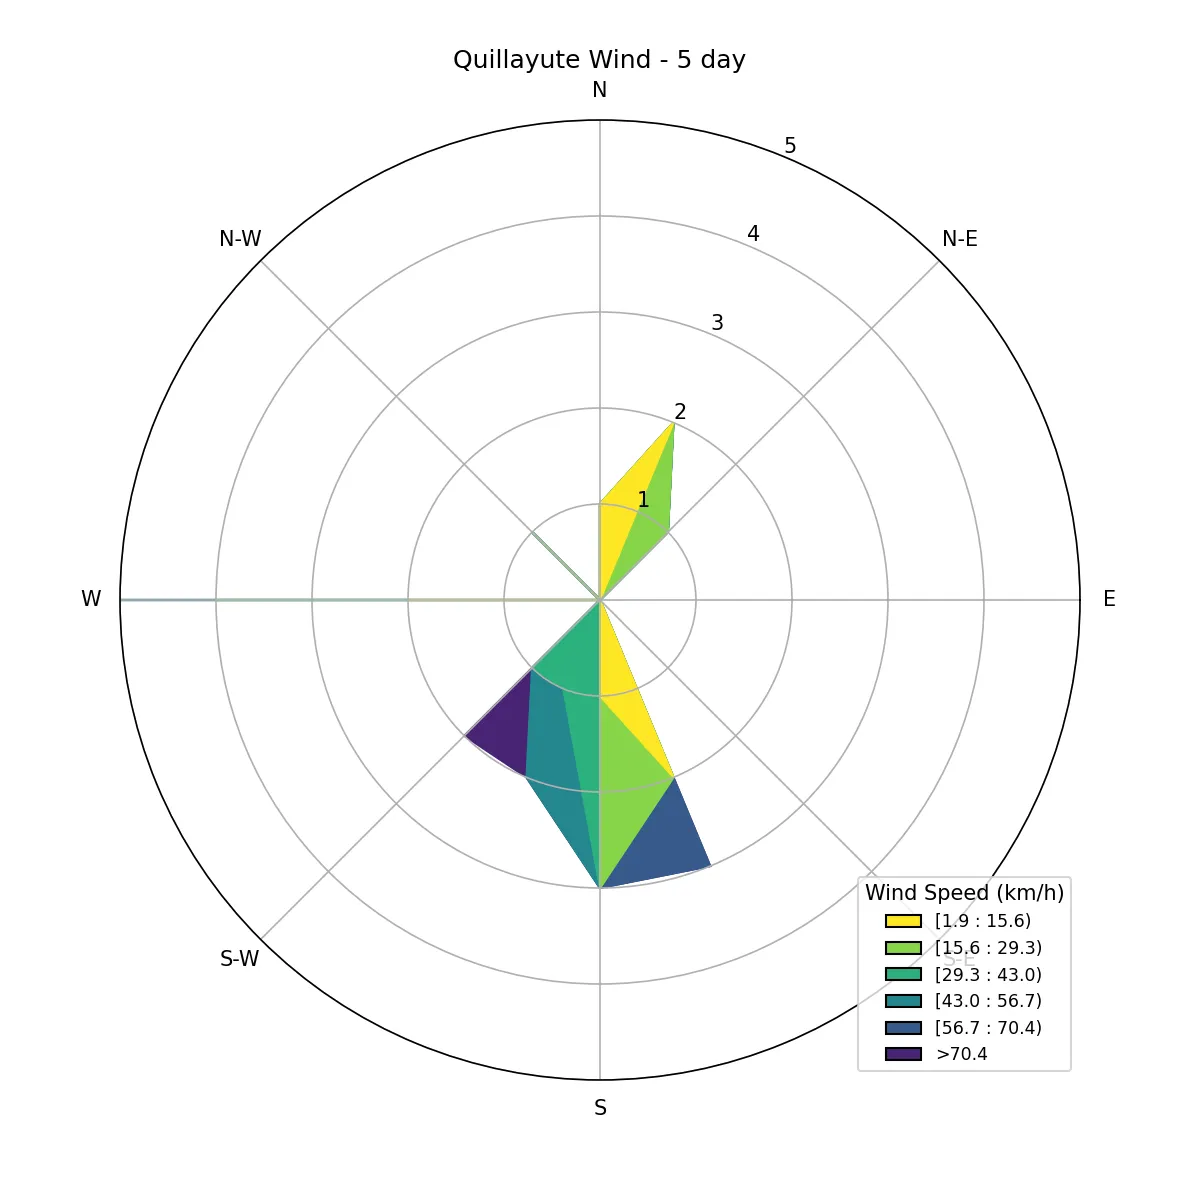 Quillayute Wind - 5 day
N
5
N-W
4
N-E
3
2
1
W
E
S-W
S-E
S
Wind Speed (km/h)
[1.9 : 15.6)
[15.6 : 29.3)
[29.3 : 43.0)
[43.0 : 56.7)
[56.7 : 70.4)
>70.4